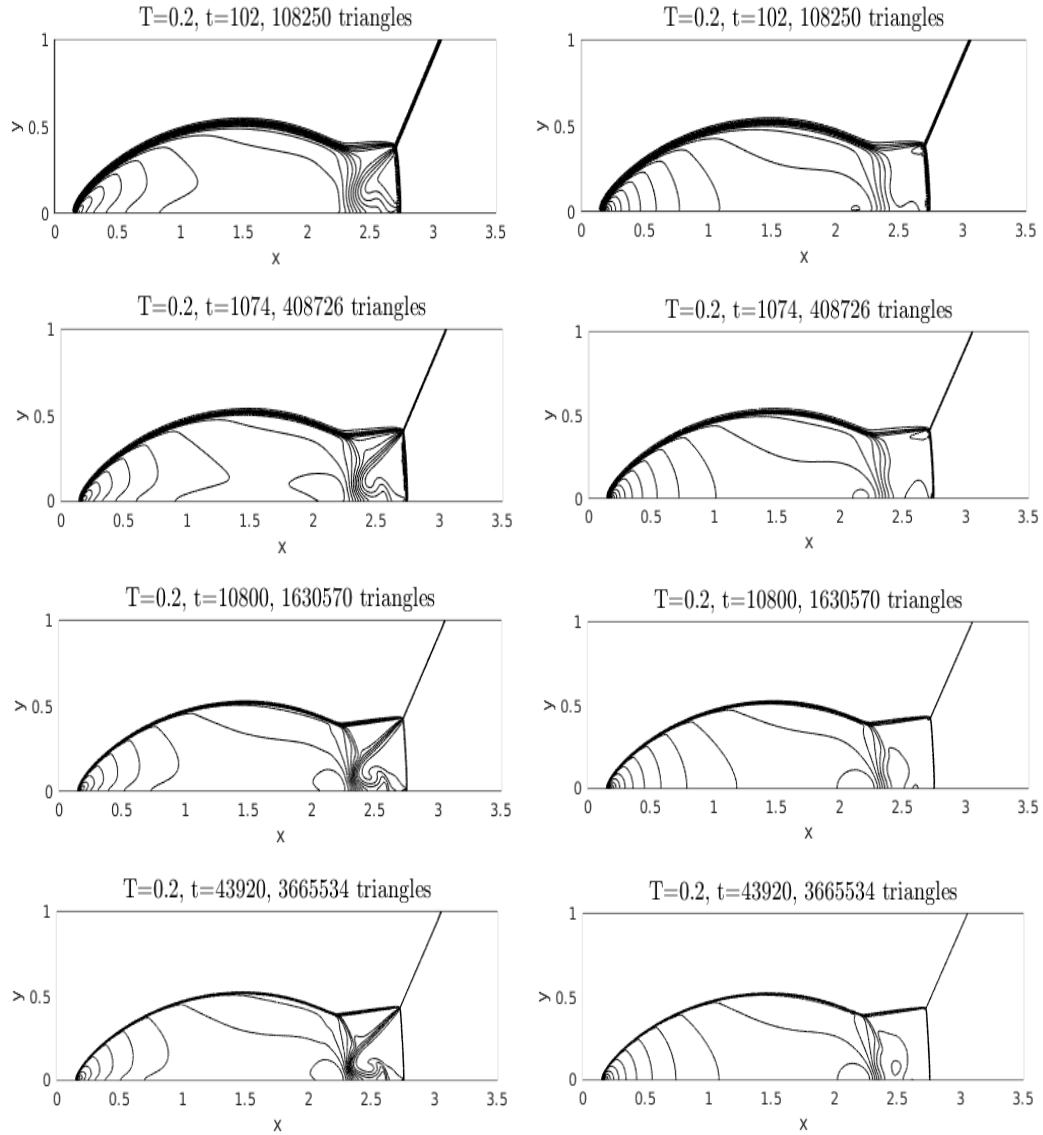 T=0.2, t=102, 108250 triangles
1
0.5
0
y
0 0.5 1 1.5 2 2.5 3 3.5
x
T=0.2, t=102, 108250 triangles
1
0.5
0
y
0 0.5 1 1.5 2 2.5 3 3.5
x
T=0.2, t=1074, 408726 triangles
1
0.5
0
y
0 0.5 1 1.5 2 2.5 3 3.5
x
T=0.2, t=1074, 408726 triangles
1
0.5
0
y
0 0.5 1 1.5 2 2.5 3 3.5
x
T=0.2, t=10800, 1630570 triangles
1
0.5
0
y
0 0.5 1 1.5 2 2.5 3 3.5
x
T=0.2, t=10800, 1630570 triangles
1
0.5
0
y
0 0.5 1 1.5 2 2.5 3 3.5
x
T=0.2, t=43920, 3665534 triangles
1
0.5
0
y
0 0.5 1 1.5 2 2.5 3 3.5
x
T=0.2, t=43920, 3665534 triangles
1
0.5
0
y
0 0.5 1 1.5 2 2.5 3 3.5
x